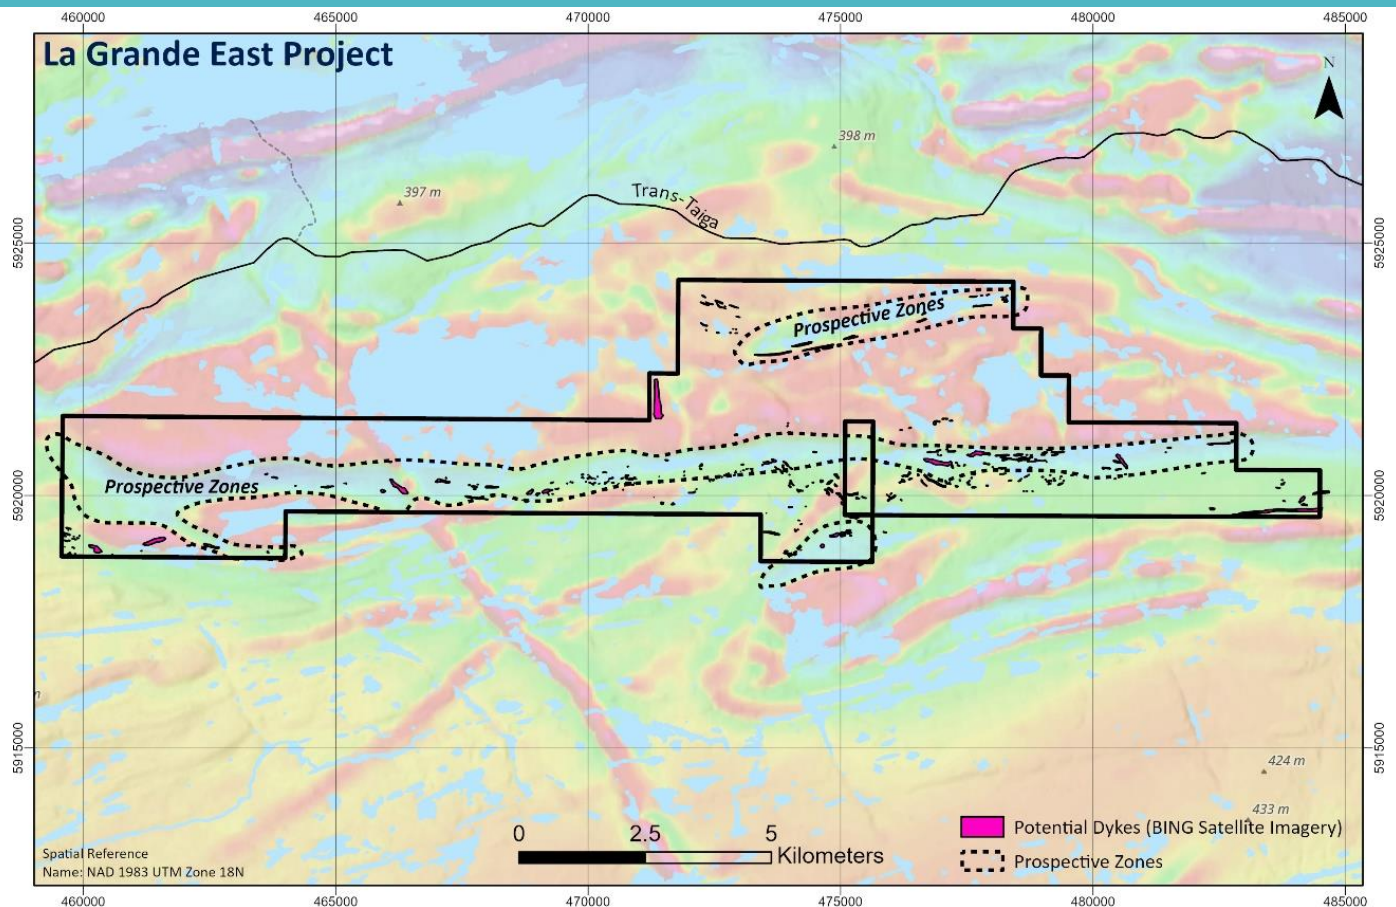 460000 465000 470000 475000 480000 485000
La Grande East Project
N
398 m
397 m
Trans-Taiga
5925000 5925000
Prospective Zones
Prospective Zones
5920000 5920000
m
5915000 5915000
424 m
433 m
0 2.5 5
Kilometers
Potential Dykes (BING Satellite Imagery)
Prospective Zones
Spatial Reference
Name: NAD 1983 UTM Zone 18N
460000 465000 470000 475000 480000 485000